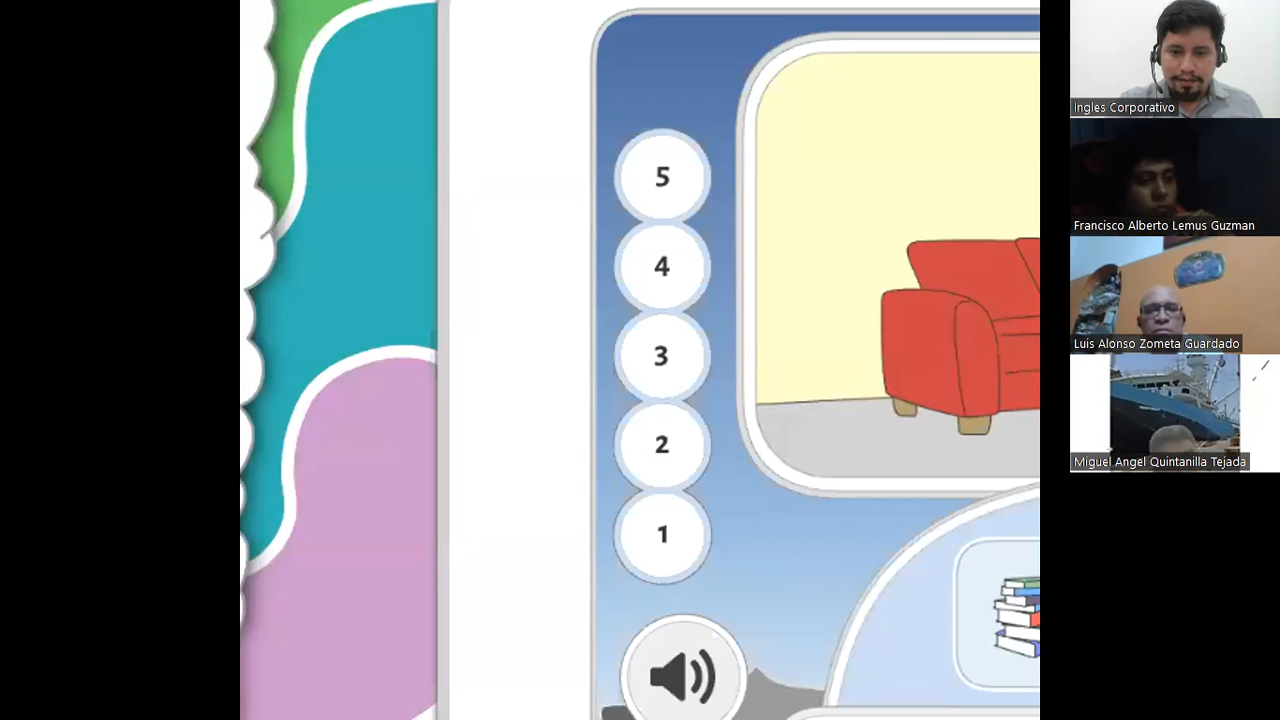 5
4
3
2
1
Ingles Corporativo
Francisco Alberto Lemus Guzman
Luis Alonso Zometa Guardado
Miguel Angel Quintanilla Tejada